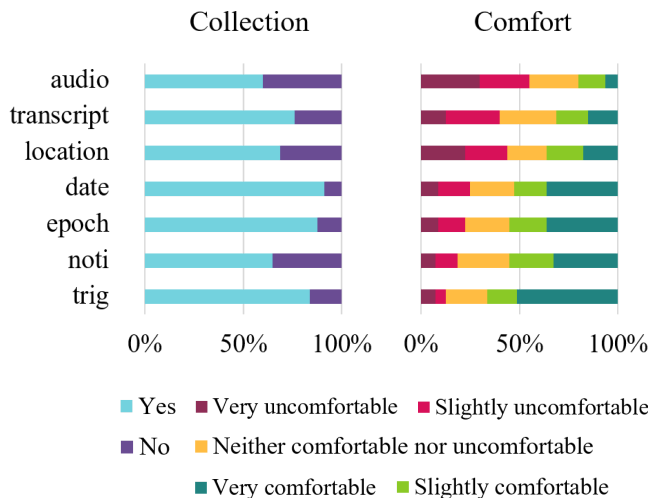 Collection Comfort
audio
transcript
location
date
epoch
noti
trig
0% 50% 100% 0% 50% 100%
Yes Very uncomfortable Slightly uncomfortable
No Neither comfortable nor uncomfortable
Very comfortable Slightly comfortable